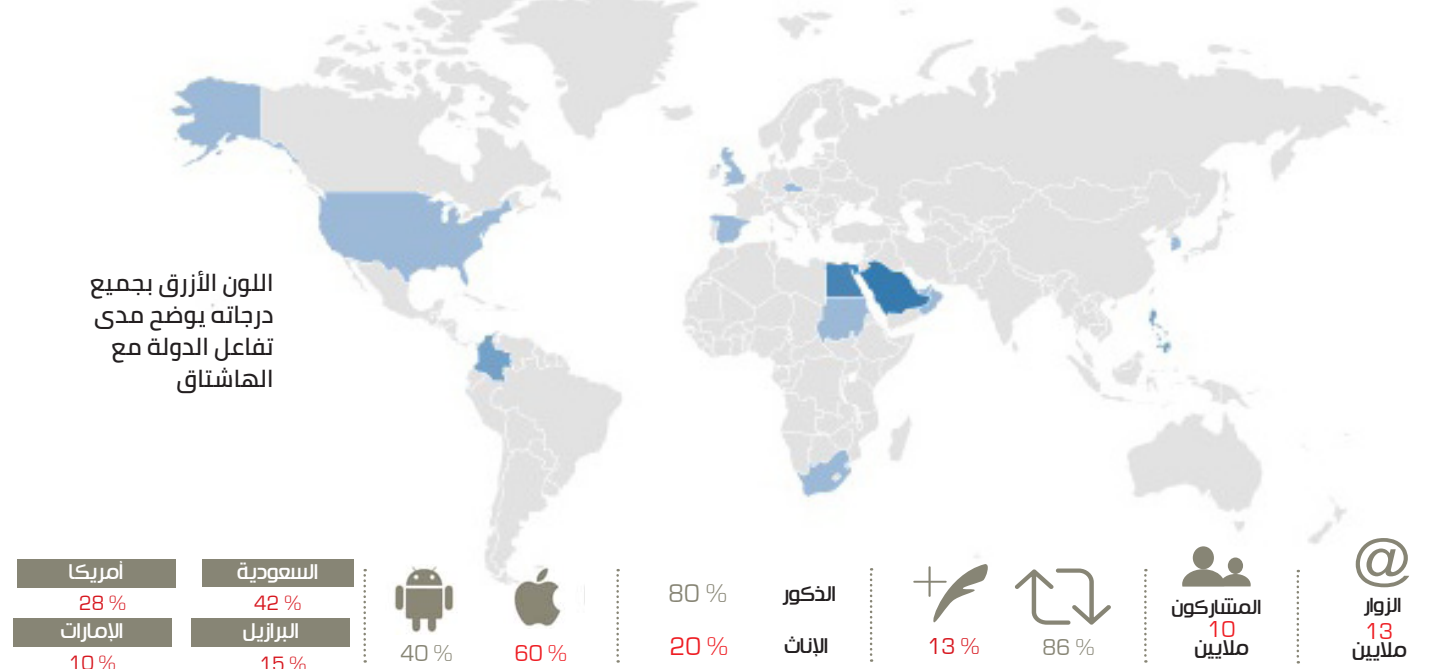 اللون الأزرق بجميع
درجاته يوضح مدى
تفاعل الدولة مع
الهاشتاق
الزوار
13
ملايين
المشاركون
10
ملايين
86 %
13 %
الذكور 80 %
الإناث 20 %
60 %
40 %
السعودية
42 %
أمريكا
28 %
البرازيل
15 %
الإمارات
10 %